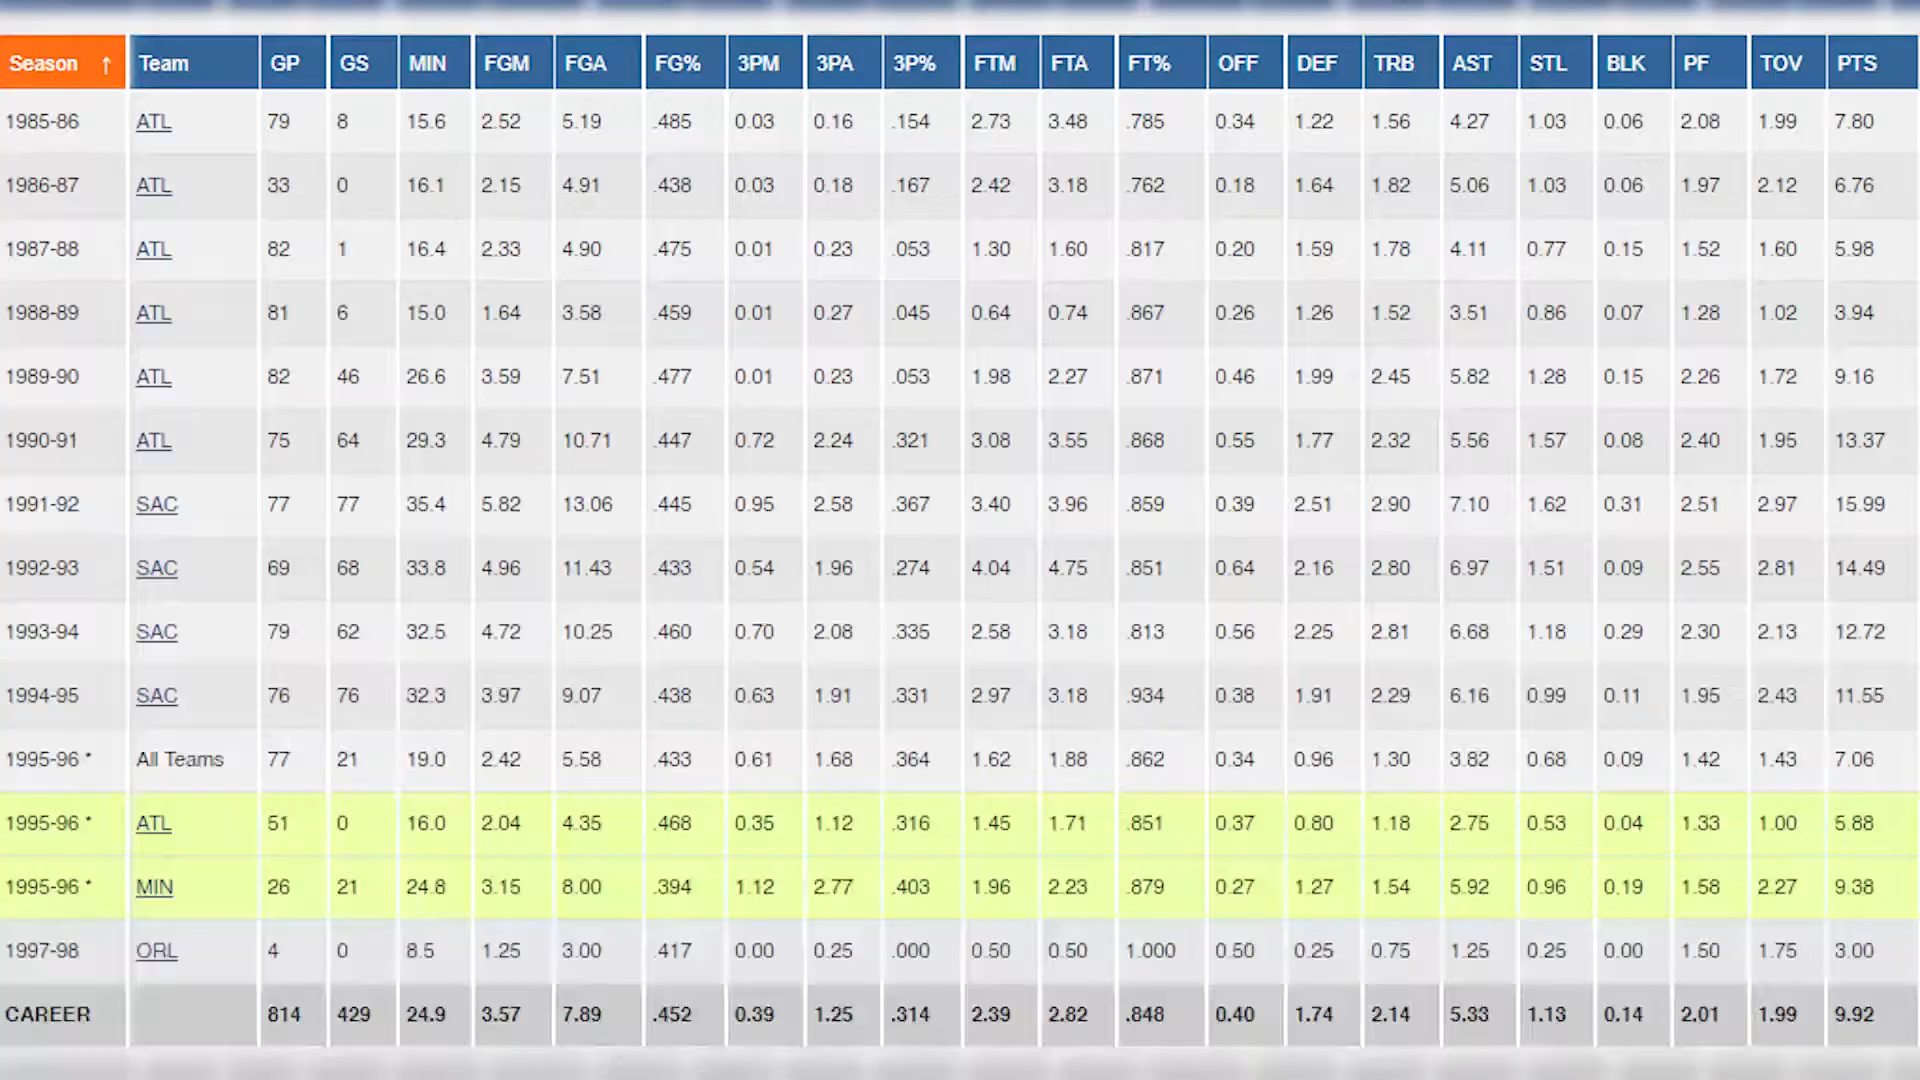 Season ↑ Team GP GS MIN FGM FGA FG% 3PM 3PA 3P% FTM FTA FT% OFF DEF TRB AST STL BLK PF TOV PTS
1985-86 ATL 79 8 15.6 2.52 5.19 .485 0.03 0.16 .154 2.73 3.48 .785 0.34 1.22 1.56 4.27 1.03 0.06 2.08 1.99 7.80
1986-87 ATL 33 0 16.1 2.15 4.91 .438 0.03 0.18 .167 2.42 3.18 .762 0.18 1.64 1.82 5.06 1.03 0.06 1.97 2.12 6.76
1987-88 ATL 82 1 16.4 2.33 4.90 .475 0.01 0.23 .053 1.30 1.60 .817 0.20 1.59 1.78 4.11 0.77 0.15 1.52 1.60 5.98
1988-89 ATL 81 6 15.0 1.64 3.58 .459 0.01 0.27 .045 0.64 0.74 .867 0.26 1.26 1.52 3.51 0.86 0.07 1.28 1.02 3.94
1989-90 ATL 82 46 26.6 3.59 7.51 .477 0.01 0.23 .053 1.98 2.27 .871 0.46 1.99 2.45 5.82 1.28 0.15 2.26 1.72 9.16
1990-91 ATL 75 64 29.3 4.79 10.71 .447 0.72 2.24 .321 3.08 3.55 .868 0.55 1.77 2.32 5.56 1.57 0.08 2.40 1.95 13.37
1991-92 SAC 77 77 35.4 5.82 13.06 .445 0.95 2.58 .367 3.40 3.96 .859 0.39 2.51 2.90 7.10 1.62 0.31 2.51 2.97 15.99
1992-93 SAC 69 68 33.8 4.96 11.43 .433 0.54 1.96 .274 4.04 4.75 .851 0.64 2.16 2.80 6.97 1.51 0.09 2.55 2.81 14.49
1993-94 SAC 79 62 32.5 4.72 10.25 .460 0.70 2.08 .335 2.58 3.18 .813 0.56 2.25 2.81 6.68 1.18 0.29 2.30 2.13 12.72
1994-95 SAC 76 76 32.3 3.97 9.07 .438 0.63 1.91 .331 2.97 3.18 .934 0.38 1.91 2.29 6.16 0.99 0.11 1.95 2.43 11.55
1995-96 * All Teams 77 21 19.0 2.42 5.58 .433 0.61 1.68 .364 1.62 1.88 .862 0.34 0.96 1.30 3.82 0.68 0.09 1.42 1.43 7.06
1995-96 * ATL 51 0 16.0 2.04 4.35 .468 0.35 1.12 .316 1.45 1.71 .851 0.37 0.80 1.18 2.75 0.53 0.04 1.33 1.00 5.88
1995-96 * MIN 26 21 24.8 3.15 8.00 .394 1.12 2.77 .403 1.96 2.23 .879 0.27 1.27 1.54 5.92 0.96 0.19 1.58 2.27 9.38
1997-98 ORL 4 0 8.5 1.25 3.00 .417 0.00 0.25 .000 0.50 0.50 1.000 0.50 0.25 0.75 1.25 0.25 0.00 1.50 1.75 3.00
CAREER 814 429 24.9 3.57 7.89 .452 0.39 1.25 .314 2.39 2.82 .848 0.40 1.74 2.14 5.33 1.13 0.14 2.01 1.99 9.92